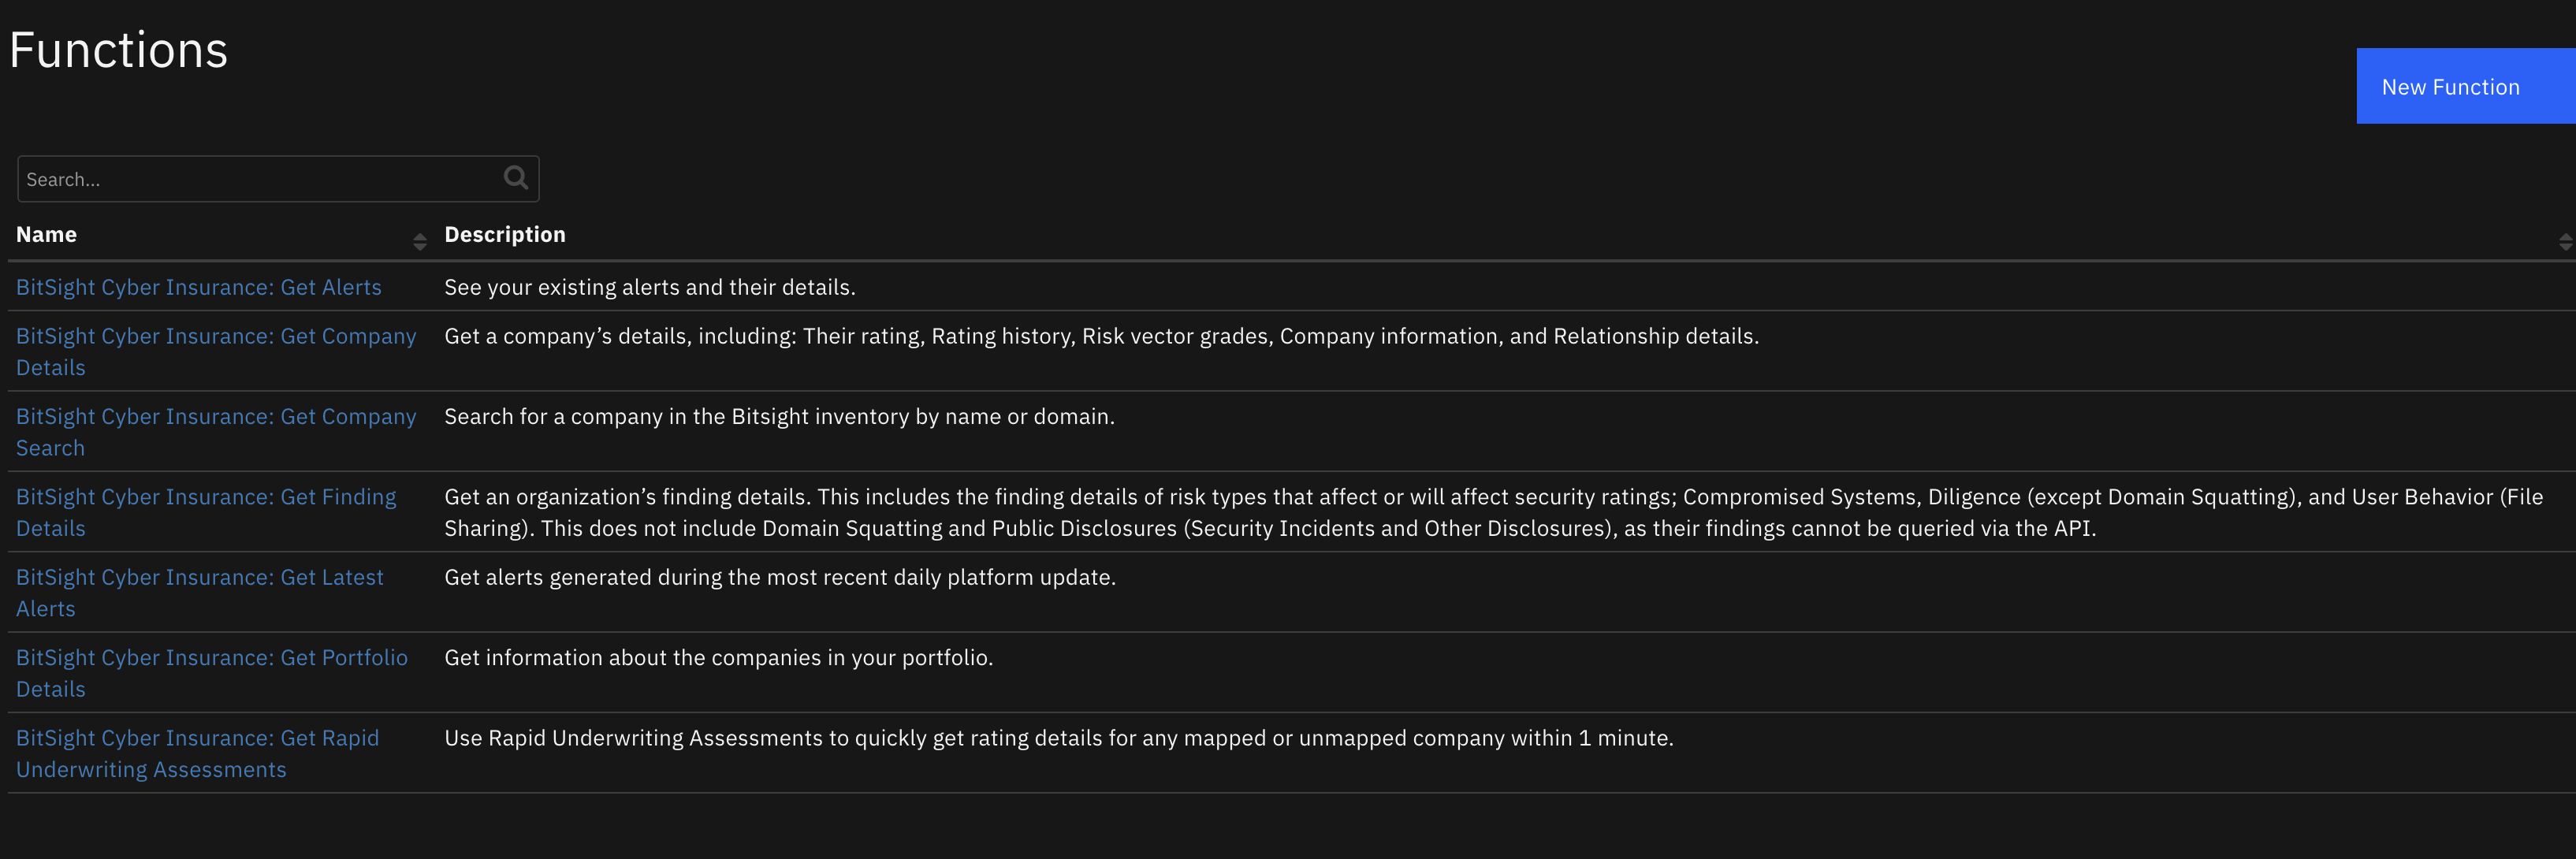 Functions
New Function
Search...
Name Description
BitSight Cyber Insurance: Get Alerts See your existing alerts and their details.
BitSight Cyber Insurance: Get Company Get a company’s details, including: Their rating, Rating history, Risk vector grades, Company information, and Relationship details.
Details
BitSight Cyber Insurance: Get Company Search for a company in the Bitsight inventory by name or domain.
Search
BitSight Cyber Insurance: Get Finding Get an organization’s finding details. This includes the finding details of risk types that affect or will affect security ratings; Compromised Systems, Diligence (except Domain Squatting), and User Behavior (File
Details Sharing). This does not include Domain Squatting and Public Disclosures (Security Incidents and Other Disclosures), as their findings cannot be queried via the API.
BitSight Cyber Insurance: Get Latest Get alerts generated during the most recent daily platform update.
Alerts
BitSight Cyber Insurance: Get Portfolio Get information about the companies in your portfolio.
Details
BitSight Cyber Insurance: Get Rapid Use Rapid Underwriting Assessments to quickly get rating details for any mapped or unmapped company within 1 minute.
Underwriting Assessments